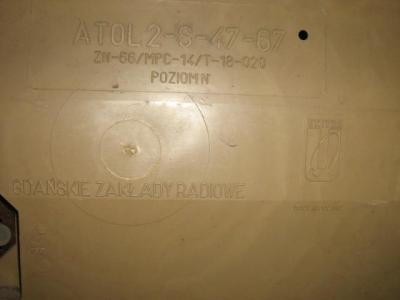 ATOL 2-S-47-67
ZN-66/MPC-14/T-18-020
POZIOM N
GDAŃSKIE ZAKŁADY RADIOWE